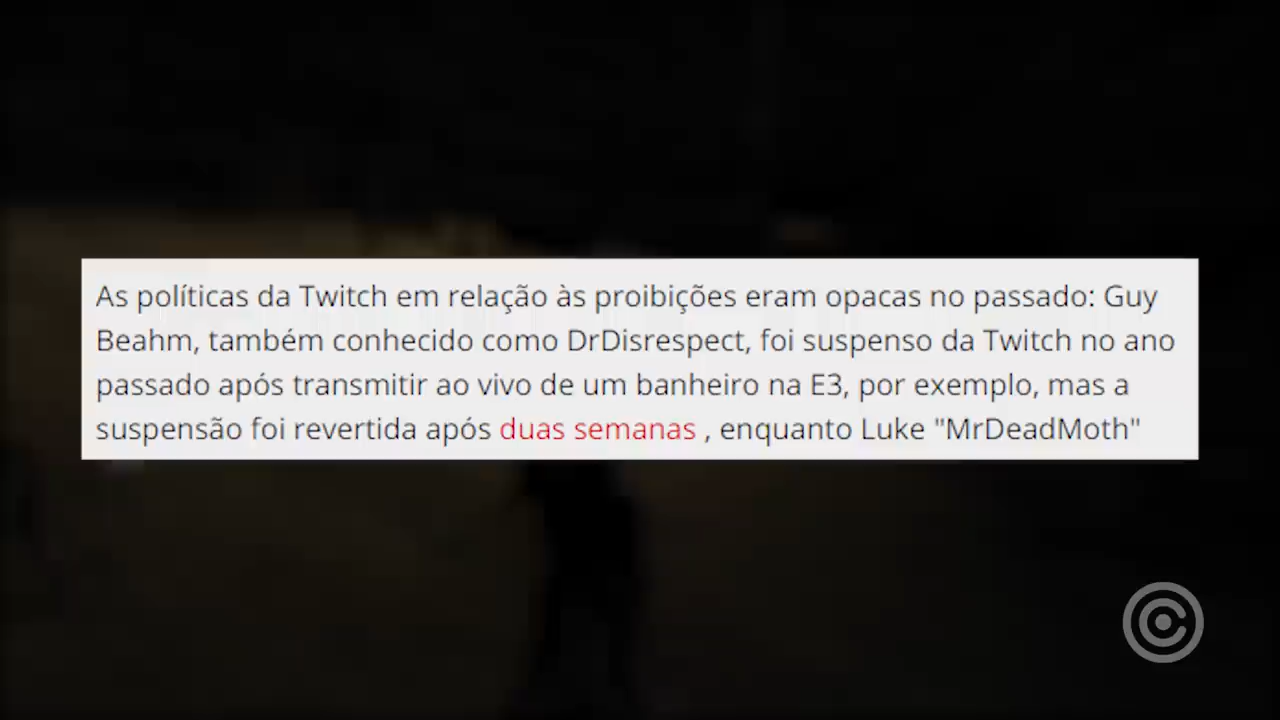 As políticas da Twitch em relação às proibições eram opacas no passado: Guy
Beahm, também conhecido como DrDisrespect, foi suspenso da Twitch no ano
passado após transmitir ao vivo de um banheiro na E3, por exemplo, mas a
suspensão foi revertida após duas semanas , enquanto Luke "MrDeadMoth"